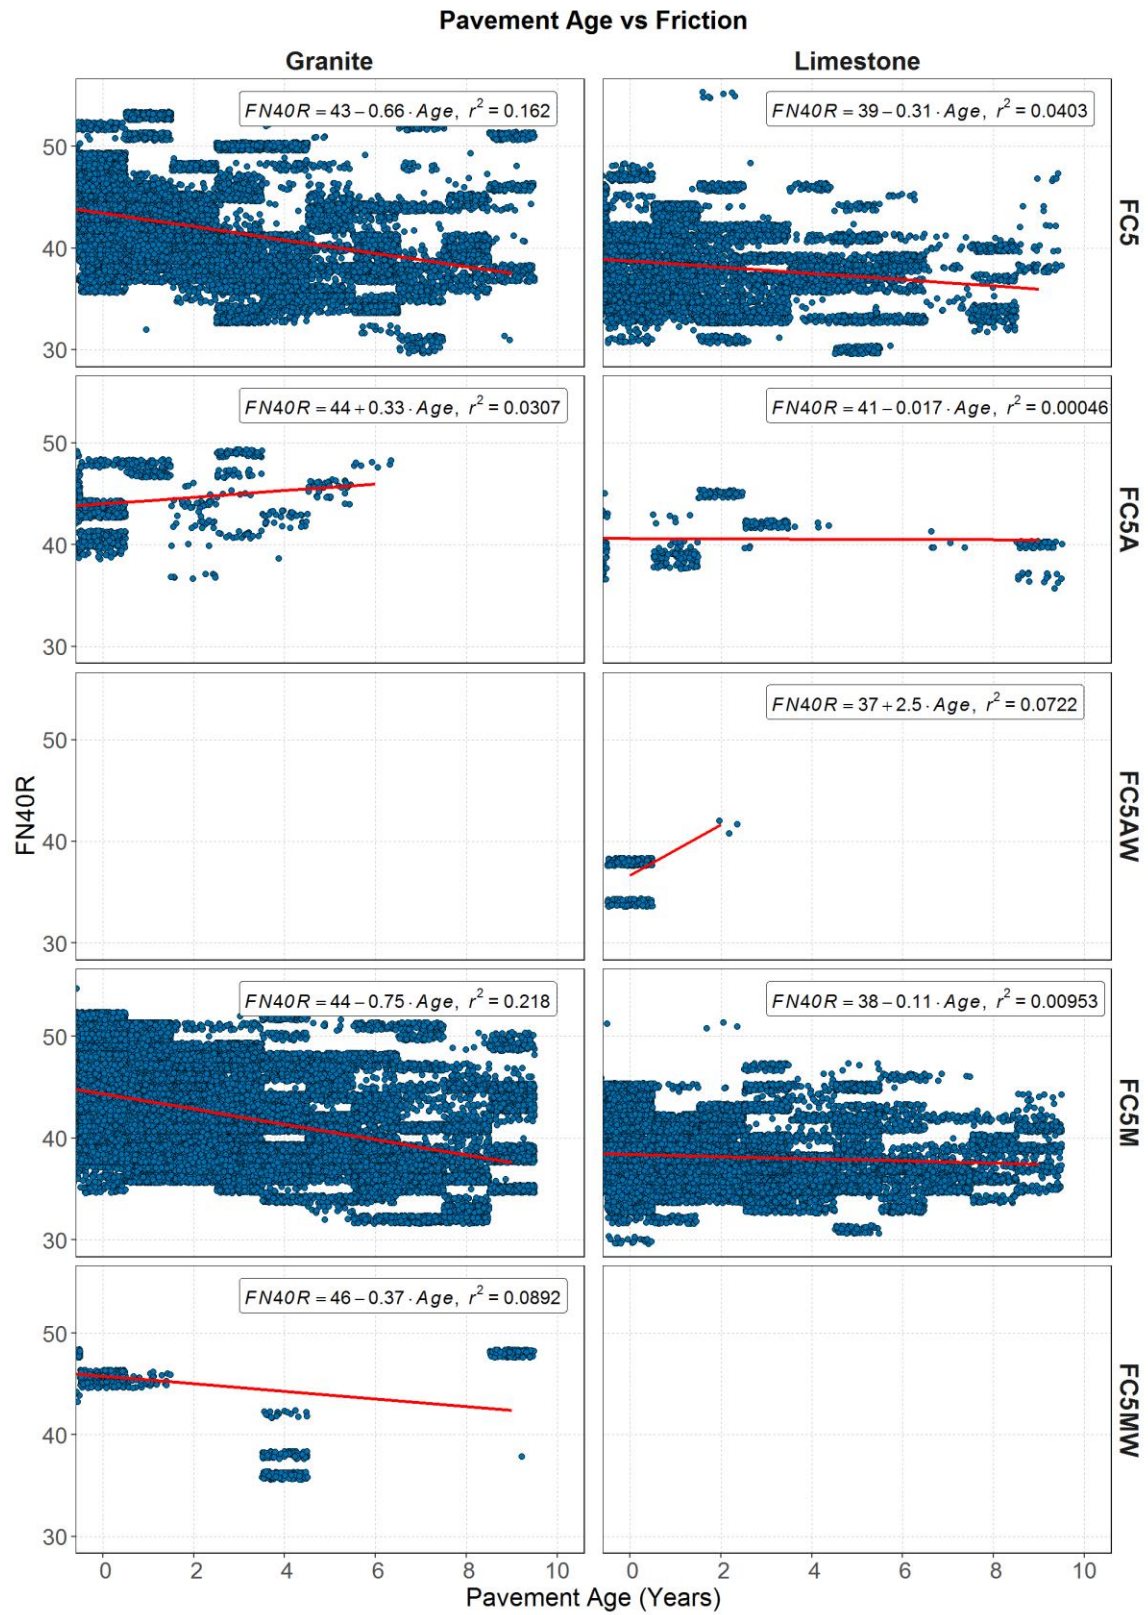 Pavement Age vs Friction
Granite
Limestone
FN40R = 43 − 0.66 · Age, r² = 0.162
FN40R = 39 − 0.31 · Age, r² = 0.0403
50
40
30
FC5
FN40R = 44 + 0.33 · Age, r² = 0.0307
FN40R = 41 − 0.017 · Age, r² = 0.00046
50
40
30
FC5A
FN40R = 37 + 2.5 · Age, r² = 0.0722
50
40
30
FC5AW
FN40R
FN40R = 44 − 0.75 · Age, r² = 0.218
FN40R = 38 − 0.11 · Age, r² = 0.00953
50
40
30
FC5M
FN40R = 46 − 0.37 · Age, r² = 0.0892
50
40
30
FC5MW
0 2 4 6 8 10
0 2 4 6 8 10
Pavement Age (Years)